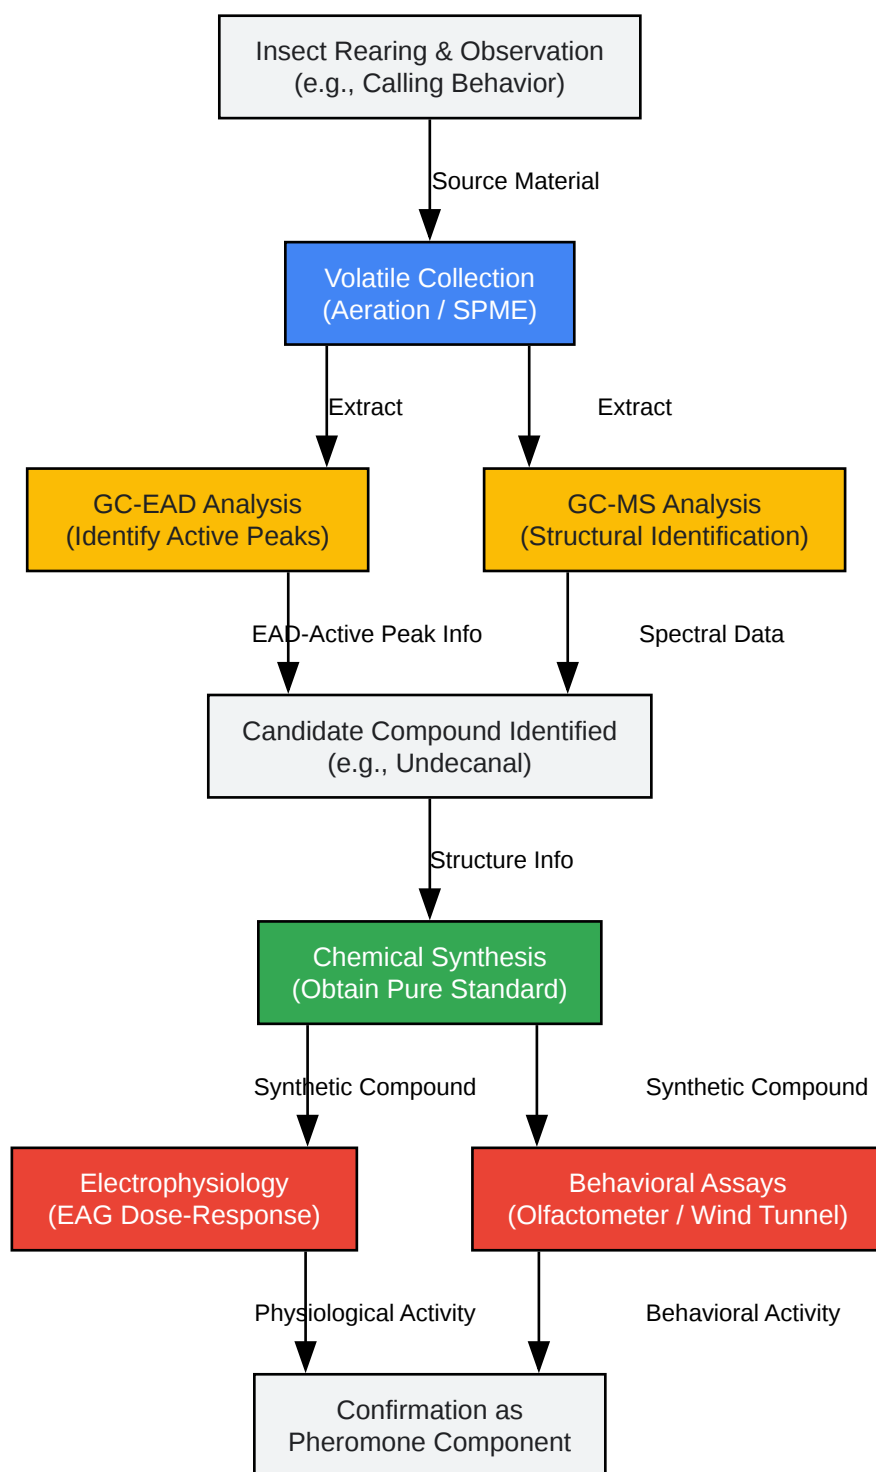 Insect Rearing & Observation
(e.g., Calling Behavior)
Source Material
Volatile Collection
(Aeration / SPME)
Extract
Extract
GC-EAD Analysis
(Identify Active Peaks)
GC-MS Analysis
(Structural Identification)
EAD-Active Peak Info
Spectral Data
Candidate Compound Identified
(e.g., Undecanal)
Structure Info
Chemical Synthesis
(Obtain Pure Standard)
Synthetic Compound
Synthetic Compound
Electrophysiology
(EAG Dose-Response)
Behavioral Assays
(Olfactometer / Wind Tunnel)
Physiological Activity
Behavioral Activity
Confirmation as
Pheromone Component